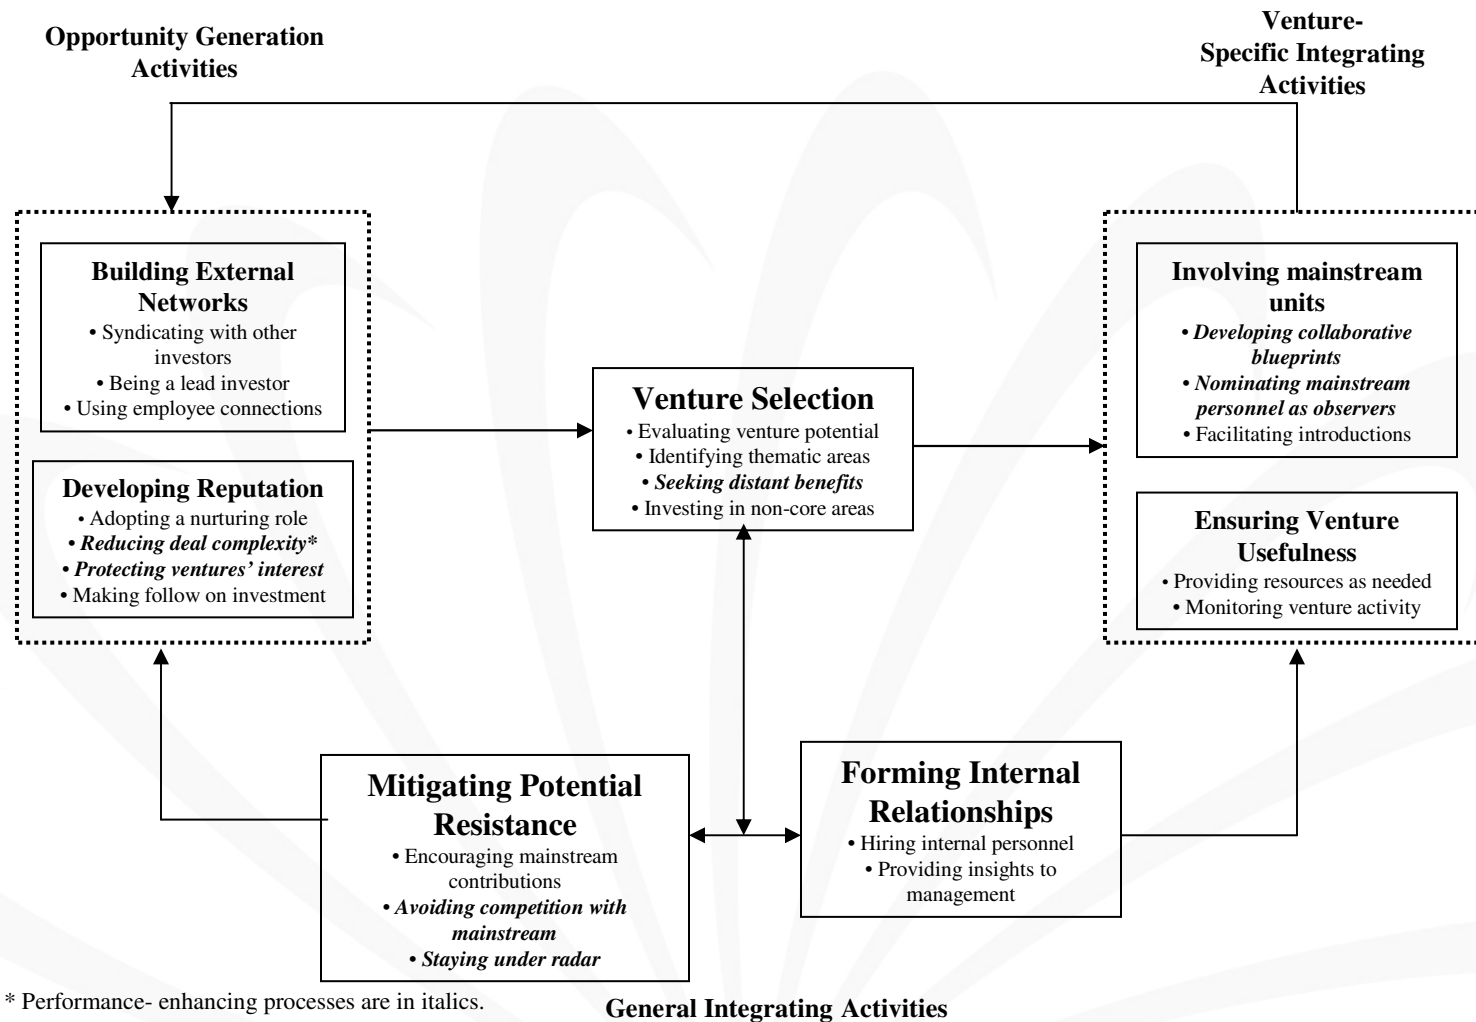 Opportunity Generation
Activities
Venture-
Specific Integrating
Activities
Building External
Networks
• Syndicating with other
investors
• Being a lead investor
• Using employee connections
Developing Reputation
• Adopting a nurturing role
• Reducing deal complexity*
• Protecting ventures’ interest
• Making follow on investment
Venture Selection
• Evaluating venture potential
• Identifying thematic areas
• Seeking distant benefits
• Investing in non-core areas
Involving mainstream
units
• Developing collaborative
blueprints
• Nominating mainstream
personnel as observers
• Facilitating introductions
Ensuring Venture
Usefulness
• Providing resources as needed
• Monitoring venture activity
Mitigating Potential
Resistance
• Encouraging mainstream
contributions
• Avoiding competition with
mainstream
• Staying under radar
Forming Internal
Relationships
• Hiring internal personnel
• Providing insights to
management
* Performance- enhancing processes are in italics.
General Integrating Activities